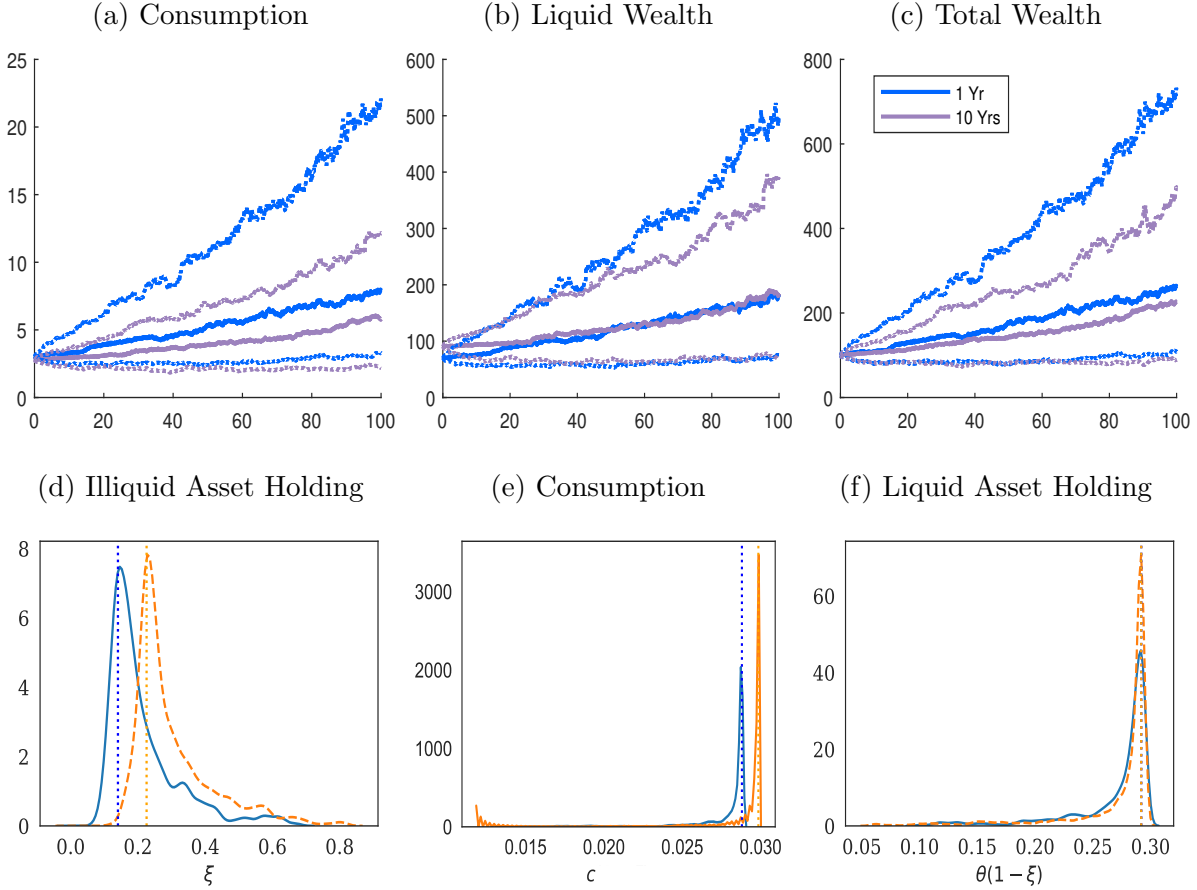 (a) Consumption
(b) Liquid Wealth
(c) Total Wealth
25
20
15
10
5
0
0 20 40 60 80 100
600
500
400
300
200
100
0
0 20 40 60 80 100
800
600
400
200
0
0 20 40 60 80 100
1 Yr
10 Yrs
(d) Illiquid Asset Holding
(e) Consumption
(f) Liquid Asset Holding
8
6
4
2
0
0.0 0.2 0.4 0.6 0.8
ξ
3000
2000
1000
0
0.015 0.020 0.025 0.030
c
60
40
20
0
0.05 0.10 0.15 0.20 0.25 0.30
θ(1 − ξ)